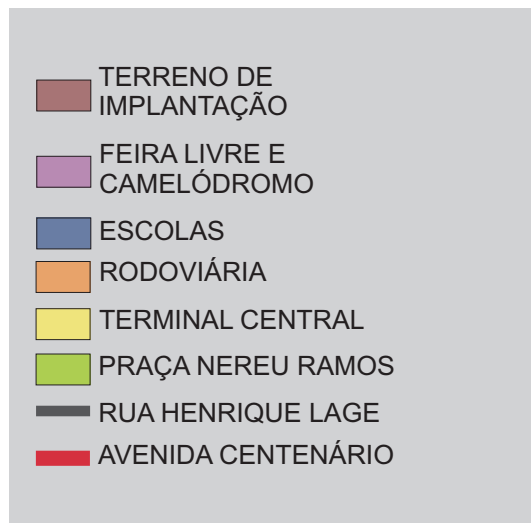 TERRENO DE
IMPLANTAÇÃO
FEIRA LIVRE E
CAMELÓDROMO
ESCOLAS
RODOVIÁRIA
TERMINAL CENTRAL
PRAÇA NEREU RAMOS
RUA HENRIQUE LAGE
AVENIDA CENTENÁRIO